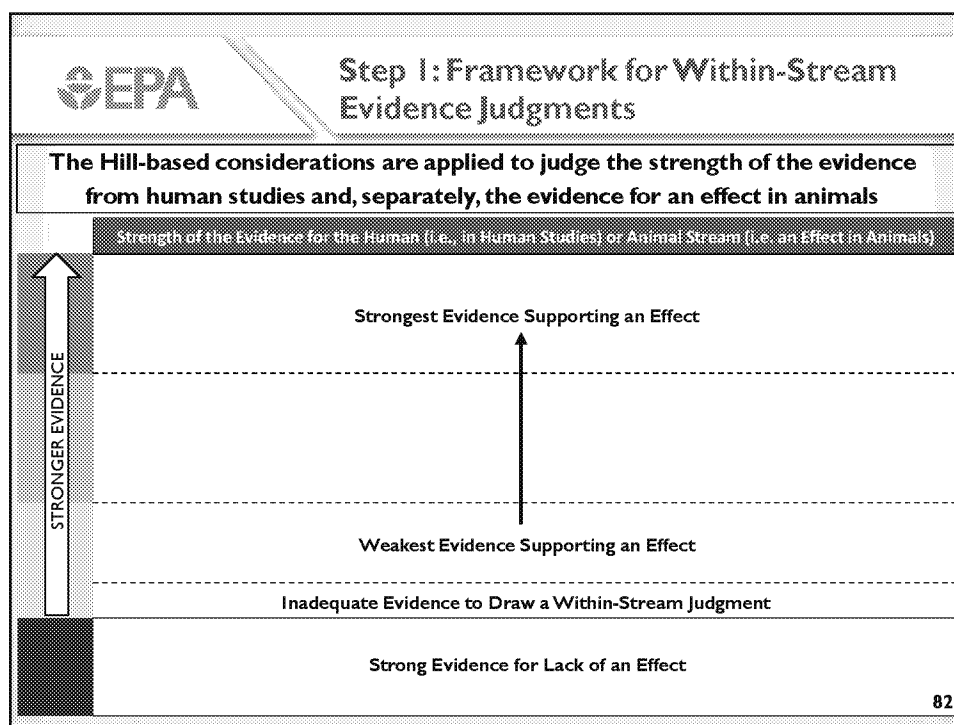 EPA
Step 1: Framework for Within-Stream
Evidence Judgments
The Hill-based considerations are applied to judge the strength of the evidence
from human studies and, separately, the evidence for an effect in animals
Strength of the Evidence for the Human (i.e., in Human Studies) or Animal Stream (i.e. an Effect in Animals)
STRONGER EVIDENCE
Strongest Evidence Supporting an Effect
Weakest Evidence Supporting an Effect
Inadequate Evidence to Draw a Within-Stream Judgment
Strong Evidence for Lack of an Effect
82